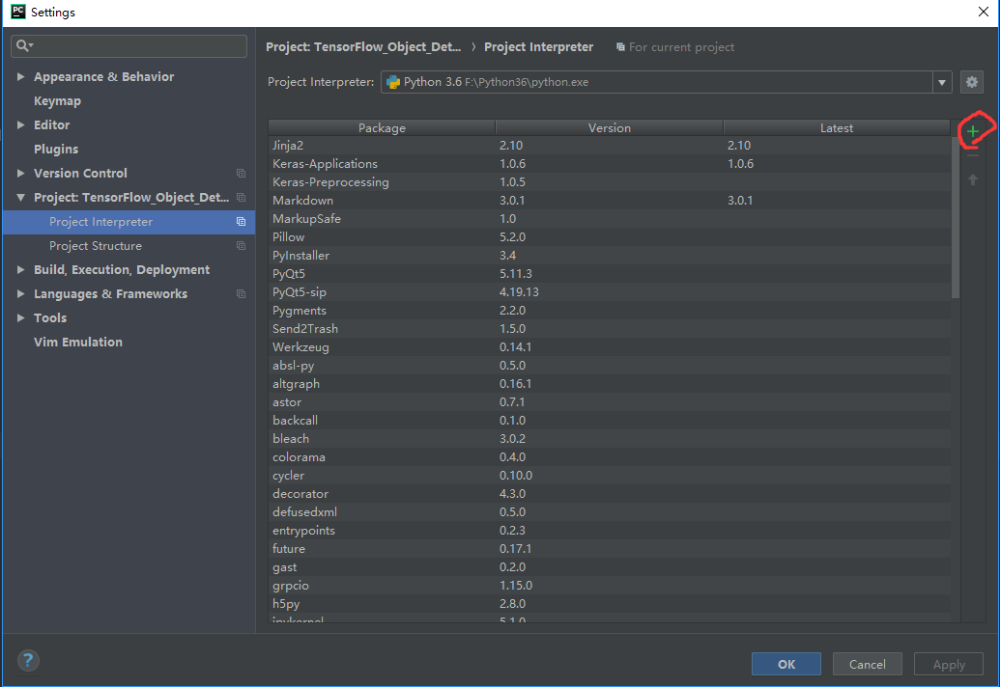 PC Settings
Project: TensorFlow_Object_Det... › Project Interpreter For current project
Project Interpreter: Python 3.6 F:\Python36\python.exe
Appearance & Behavior
Keymap
Editor
Plugins
Version Control
Project: TensorFlow_Object_Det...
Project Interpreter
Project Structure
Build, Execution, Deployment
Languages & Frameworks
Tools
Vim Emulation
Package Version Latest
Jinja2 2.10 2.10
Keras-Applications 1.0.6 1.0.6
Keras-Preprocessing 1.0.5
Markdown 3.0.1 3.0.1
MarkupSafe 1.0
Pillow 5.2.0
PyInstaller 3.4
PyQt5 5.11.3
PyQt5-sip 4.19.13
Pygments 2.2.0
Send2Trash 1.5.0
Werkzeug 0.14.1
absl-py 0.5.0
altgraph 0.16.1
astor 0.7.1
backcall 0.1.0
bleach 3.0.2
colorama 0.4.0
cycler 0.10.0
decorator 4.3.0
defusedxml 0.5.0
entrypoints 0.2.3
future 0.17.1
gast 0.2.0
grpcio 1.15.0
h5py 2.8.0
ipykernel 5.1.0
? OK Cancel Apply